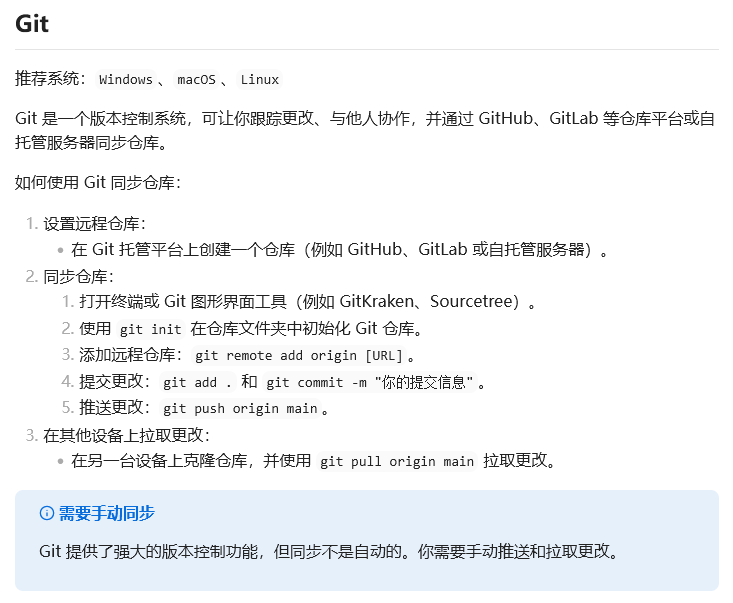 Git
推荐系统： Windows 、 macOS 、 Linux
Git 是一个版本控制系统，可让你跟踪更改、与他人协作，并通过 GitHub、GitLab 等仓库平台或自
托管服务器同步仓库。
如何使用 Git 同步仓库：
1. 设置远程仓库：
• 在 Git 托管平台上创建一个仓库（例如 GitHub、GitLab 或自托管服务器）。
2. 同步仓库：
1. 打开终端或 Git 图形界面工具（例如 GitKraken、Sourcetree）。
2. 使用 git init 在仓库文件夹中初始化 Git 仓库。
3. 添加远程仓库： git remote add origin [URL] 。
4. 提交更改： git add . 和 git commit -m "你的提交信息" 。
5. 推送更改： git push origin main 。
3. 在其他设备上拉取更改：
• 在另一台设备上克隆仓库，并使用 git pull origin main 拉取更改。
需要手动同步
Git 提供了强大的版本控制功能，但同步不是自动的。你需要手动推送和拉取更改。